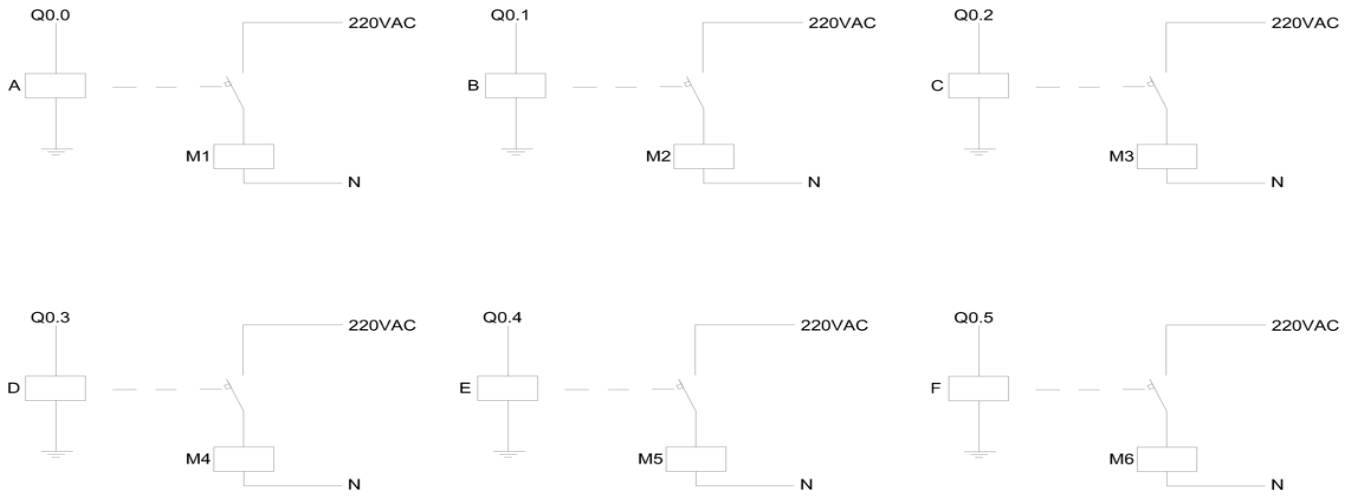 Q0.0
220VAC
A
M1
N
Q0.1
220VAC
B
M2
N
Q0.2
220VAC
C
M3
N
Q0.3
220VAC
D
M4
N
Q0.4
220VAC
E
M5
N
Q0.5
220VAC
F
M6
N